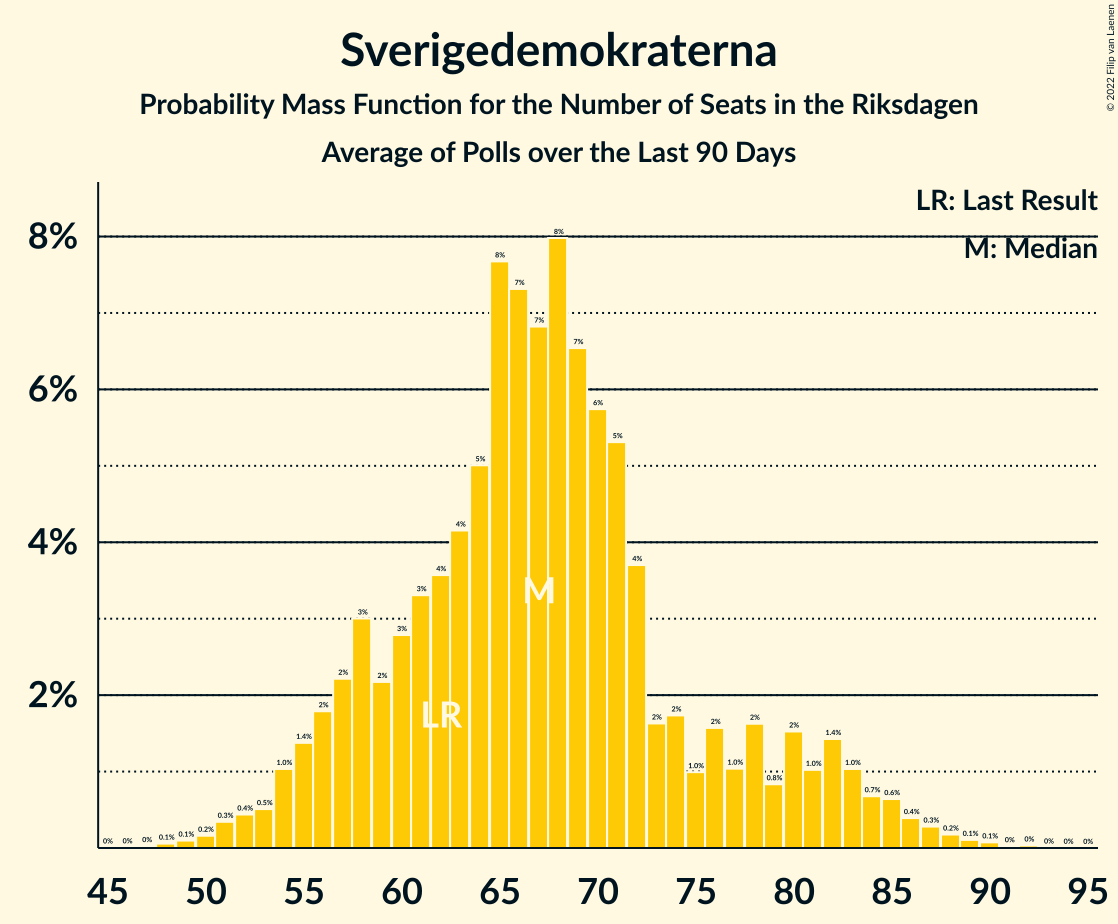 Sverigedemokraterna
Probability Mass Function for the Number of Seats in the Riksdagen
Average of Polls over the Last 90 Days
© 2022 Filip van Laenen
LR: Last Result
M: Median
8%
6%
4%
2%
0% 0% 0% 0.1% 0.1% 0.2% 0.3% 0.4% 0.5% 1.0% 1.4% 2% 2% 3% 2% 3% 3% 4% 4% 5% 8% 7% 7% 8% 7% 6% 5% 4% 2% 2% 1.0% 2% 1.0% 2% 0.8% 2% 1.0% 1.4% 1.0% 0.7% 0.6% 0.4% 0.3% 0.2% 0.1% 0.1% 0% 0% 0% 0% 0%
M
LR
45 50 55 60 65 70 75 80 85 90 95